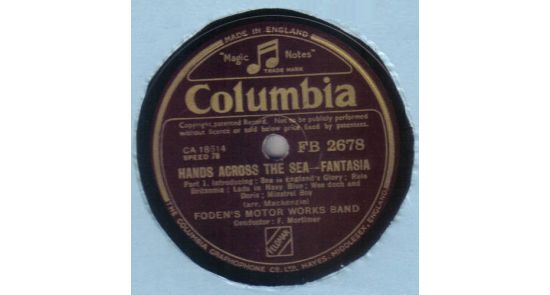 MADE IN ENGLAND
"Magic Notes"
TRADE MARK
Columbia
Copyright patented Record. Not to be publicly performed
without licence or sold below price fixed by patentees.
CA 18514
SPEED 78
FB 2678
HANDS ACROSS THE SEA—FANTASIA
Part 1. Introducing: Sea is England's Glory; Rule
Britannia; Lads in Navy Blue; Wee doch and
Doris; Minstrel Boy
(arr. Mackenzie)
FODEN'S MOTOR WORKS BAND
Conductor: F. Mortimer
FELDMAN
THE COLUMBIA GRAPHOPHONE CO. LTD. HAYES, MIDDLESEX, ENGLAND.